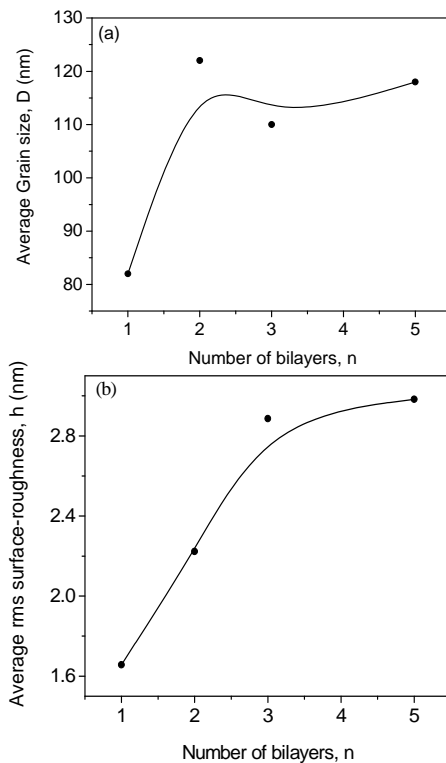 (a)
130
120
110
100
90
80
Average Grain size, D (nm)
1 2 3 4 5
Number of bilayers, n
(b)
2.8
2.4
2.0
1.6
Average rms surface-roughness, h (nm)
1 2 3 4 5
Number of bilayers, n